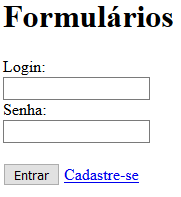 Formulários
Login:
Senha:
Entrar Cadastre-se